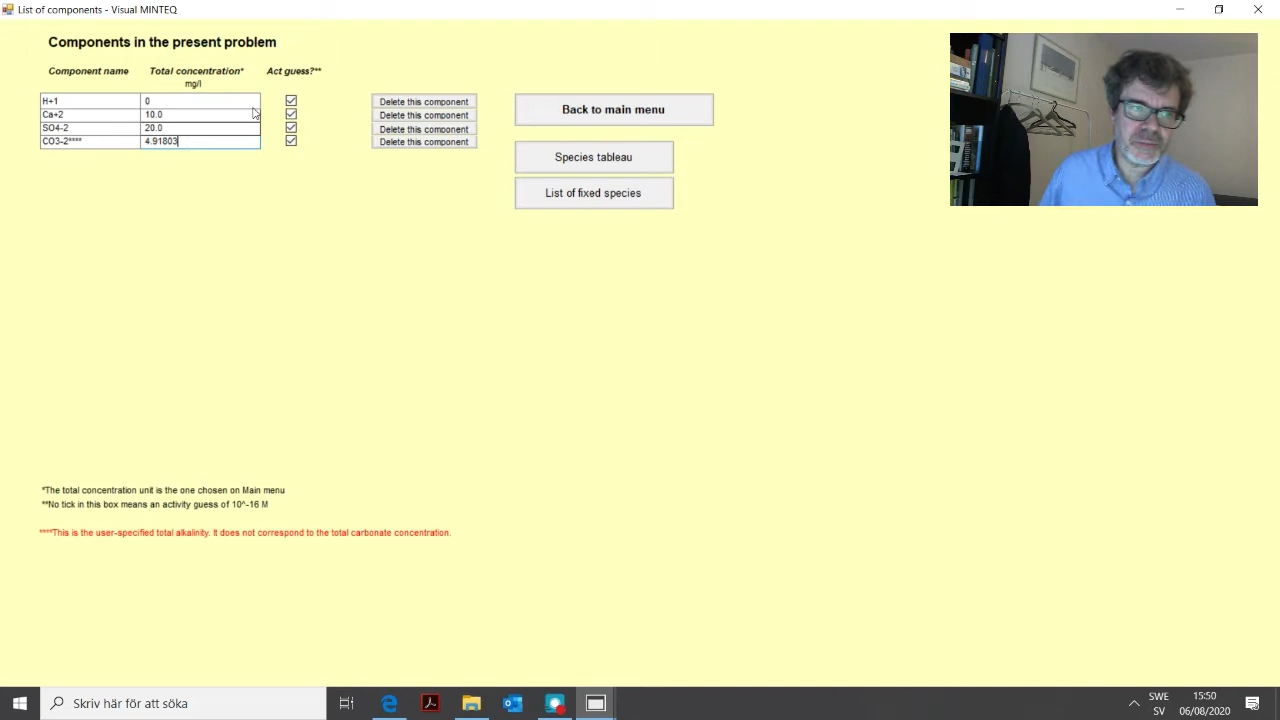 List of components - Visual MINTEQ
Components in the present problem
Component name Total concentration* Act guess?**
mg/l
H+1 0 Delete this component
Ca+2 10.0 Delete this component
SO4-2 20.0 Delete this component
CO3-2**** 4.91803 Delete this component
Back to main menu
Species tableau
List of fixed species
*The total concentration unit is the one chosen on Main menu
**No tick in this box means an activity guess of 10^-16 M
****This is the user-specified total alkalinity. It does not correspond to the total carbonate concentration.
Skriv här för att söka
SWE 15:50
SV 06/08/2020